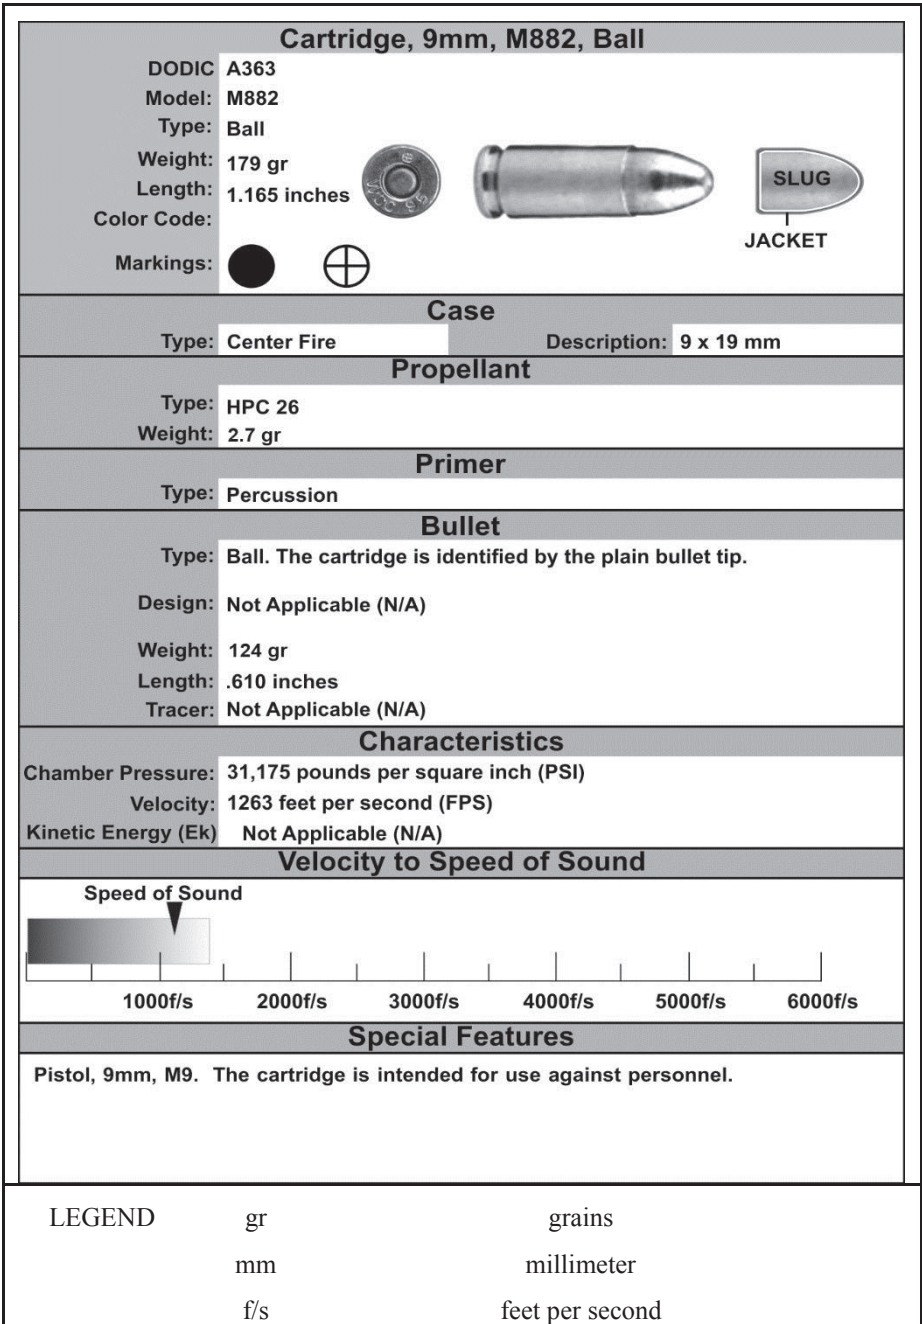 Cartridge, 9mm, M882, Ball
DODIC A363
Model: M882
Type: Ball
Weight: 179 gr
Length: 1.165 inches
Color Code:
SLUG
JACKET
Markings:
Case
Type: Center Fire Description: 9 x 19 mm
Propellant
Type: HPC 26
Weight: 2.7 gr
Primer
Type: Percussion
Bullet
Type: Ball. The cartridge is identified by the plain bullet tip.
Design: Not Applicable (N/A)
Weight: 124 gr
Length: .610 inches
Tracer: Not Applicable (N/A)
Characteristics
Chamber Pressure: 31,175 pounds per square inch (PSI)
Velocity: 1263 feet per second (FPS)
Kinetic Energy (Ek) Not Applicable (N/A)
Velocity to Speed of Sound
Speed of Sound
1000f/s 2000f/s 3000f/s 4000f/s 5000f/s 6000f/s
Special Features
Pistol, 9mm, M9. The cartridge is intended for use against personnel.
LEGEND gr grains
mm millimeter
f/s feet per second